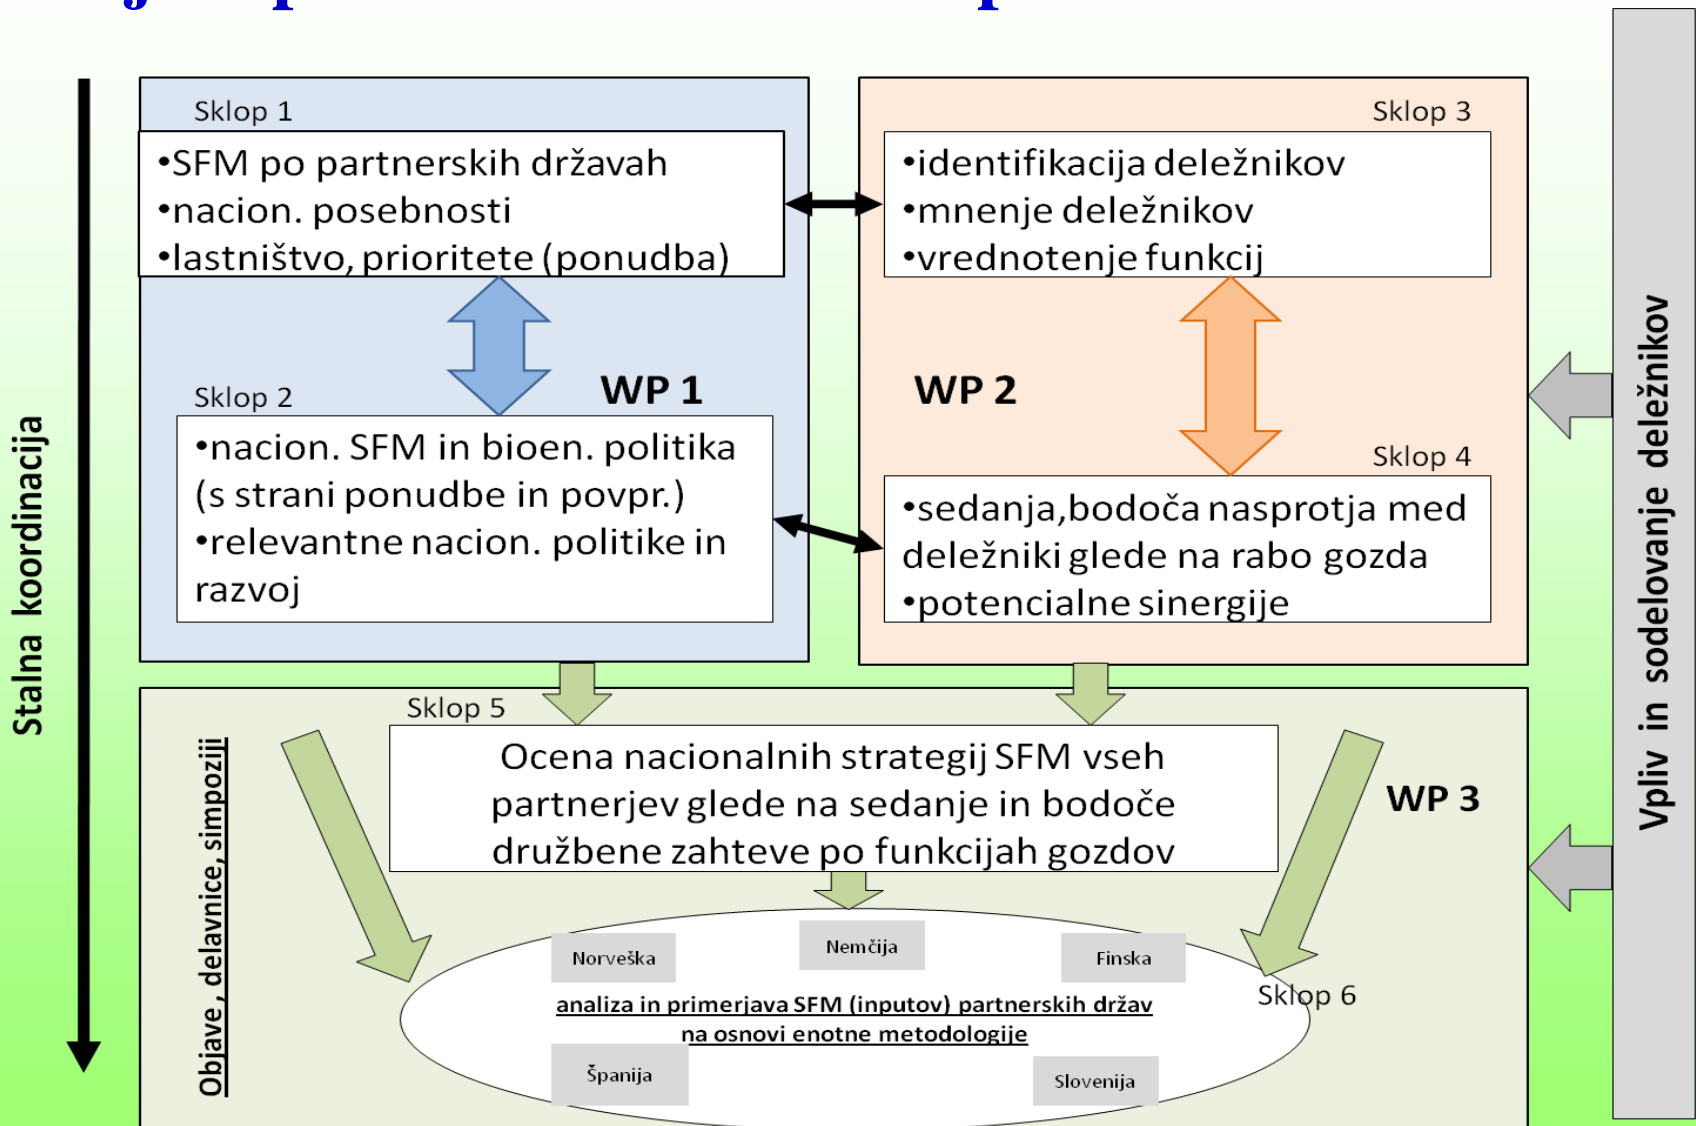 Sklop 1
•SFM po partnerskih državah
•nacion. posebnosti
•lastništvo, prioritete (ponudba)
Sklop 3
•identifikacija deležnikov
•mnenje deležnikov
•vrednotenje funkcij
WP 1
WP 2
Sklop 2
•nacion. SFM in bioen. politika
(s strani ponudbe in povpr.)
•relevantne nacion. politike in
razvoj
Sklop 4
•sedanja,bodoča nasprotja med
deležniki glede na rabo gozda
•potencialne sinergije
Stalna koordinacija
Vpliv in sodelovanje deležnikov
Sklop 5
Ocena nacionalnih strategij SFM vseh
partnerjev glede na sedanje in bodoče
družbene zahteve po funkcijah gozdov
WP 3
Objave, delavnice, simpoziji
Norveška
Nemčija
Finska
Sklop 6
analiza in primerjava SFM (inputov) partnerskih držav
na osnovi enotne metodologije
Španija
Slovenija